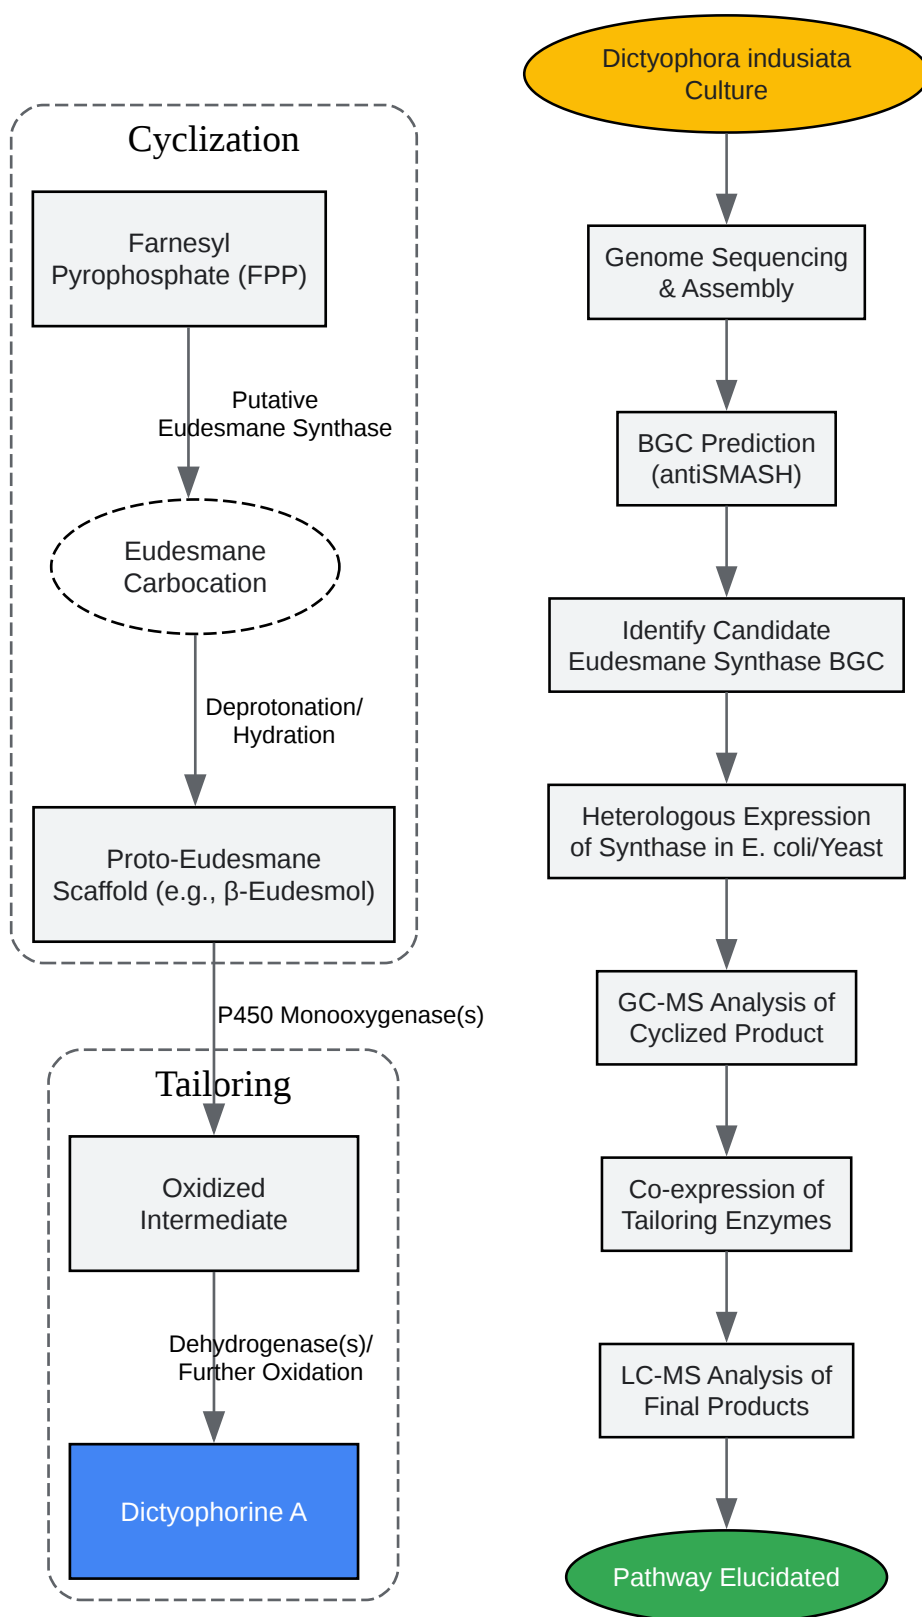 Cyclization
Farnesyl
Pyrophosphate (FPP)
Putative
Eudesmane Synthase
Eudesmane
Carbocation
Deprotonation/
Hydration
Proto-Eudesmane
Scaffold (e.g., β-Eudesmol)
P450 Monooxygenase(s)
Tailoring
Oxidized
Intermediate
Dehydrogenase(s)/
Further Oxidation
Dictyophorine A
Dictyophora indusiata
Culture
Genome Sequencing
& Assembly
BGC Prediction
(antiSMASH)
Identify Candidate
Eudesmane Synthase BGC
Heterologous Expression
of Synthase in E. coli/Yeast
GC-MS Analysis of
Cyclized Product
Co-expression of
Tailoring Enzymes
LC-MS Analysis of
Final Products
Pathway Elucidated